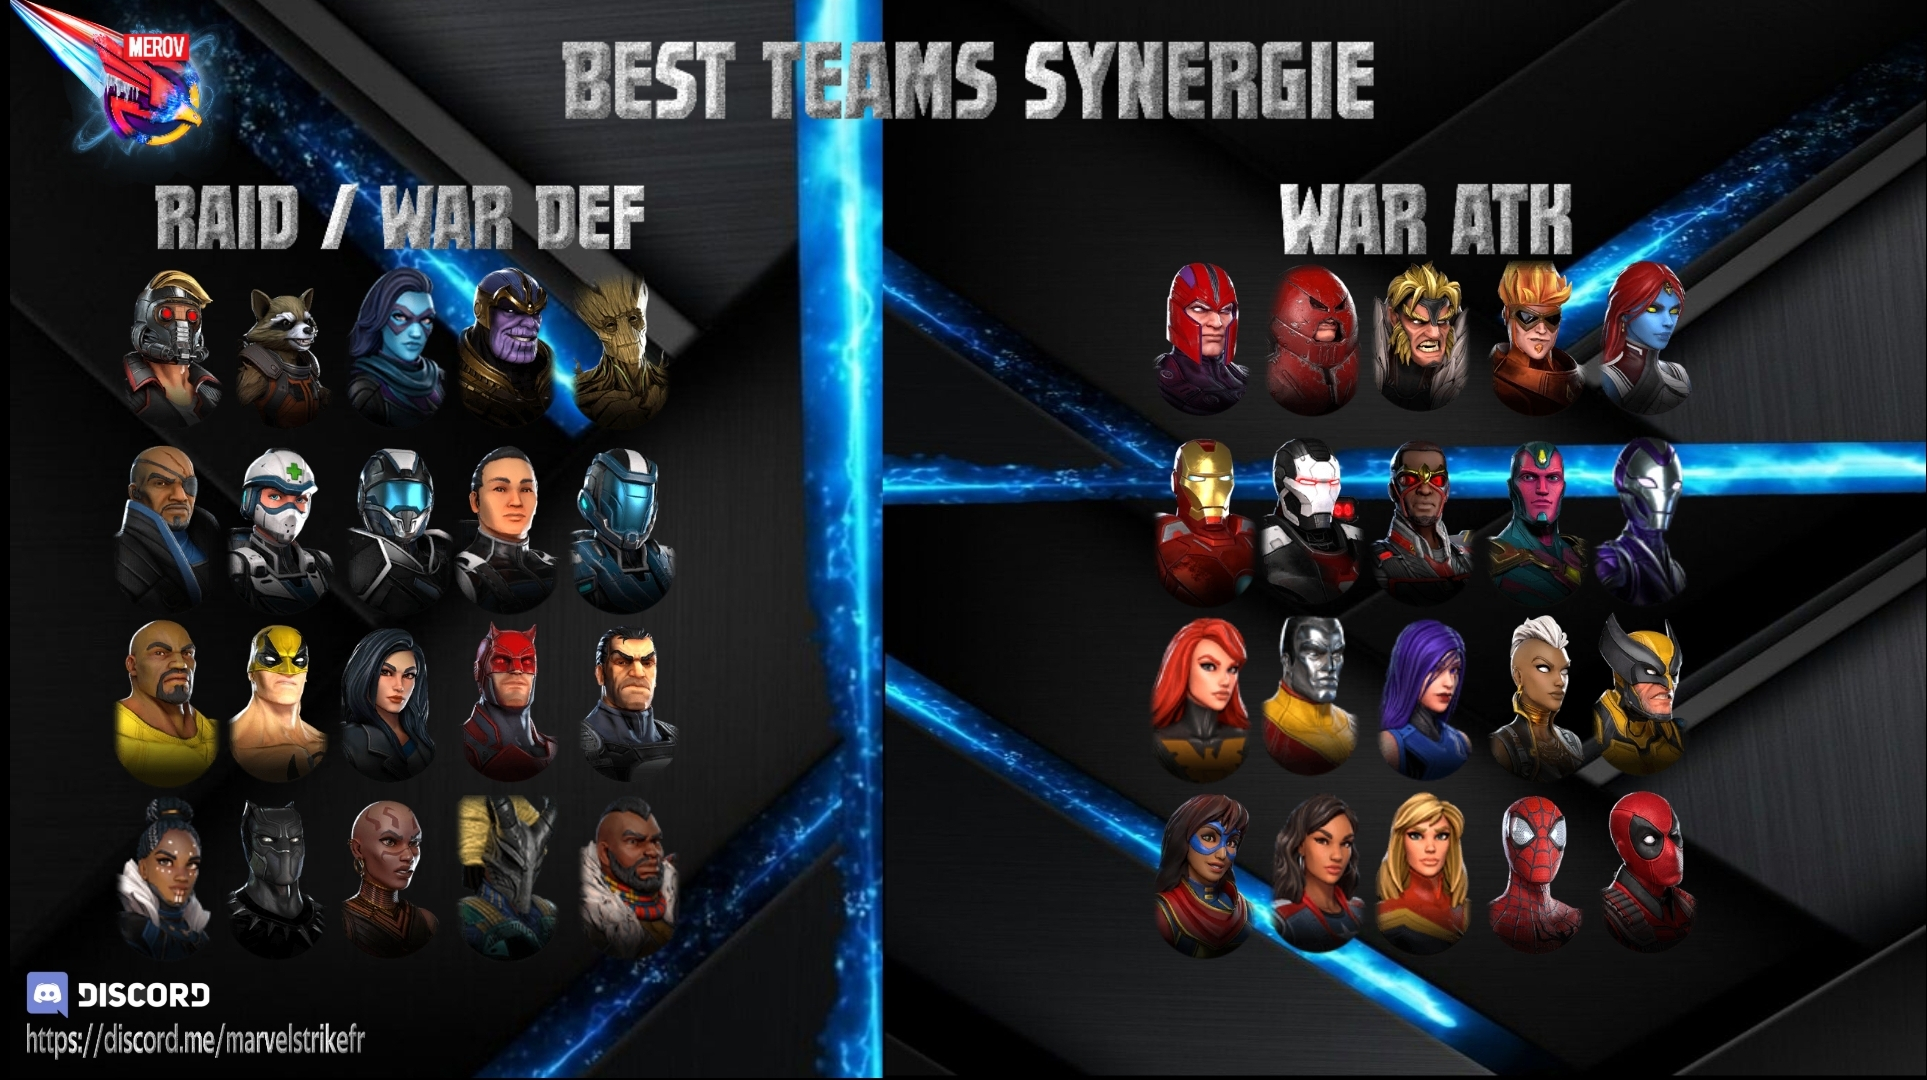 MEROV
BEST TEAMS SYNERGIE
RAID / WAR DEF
WAR ATK
DISCORD
https://discord.me/marvelstrikefr